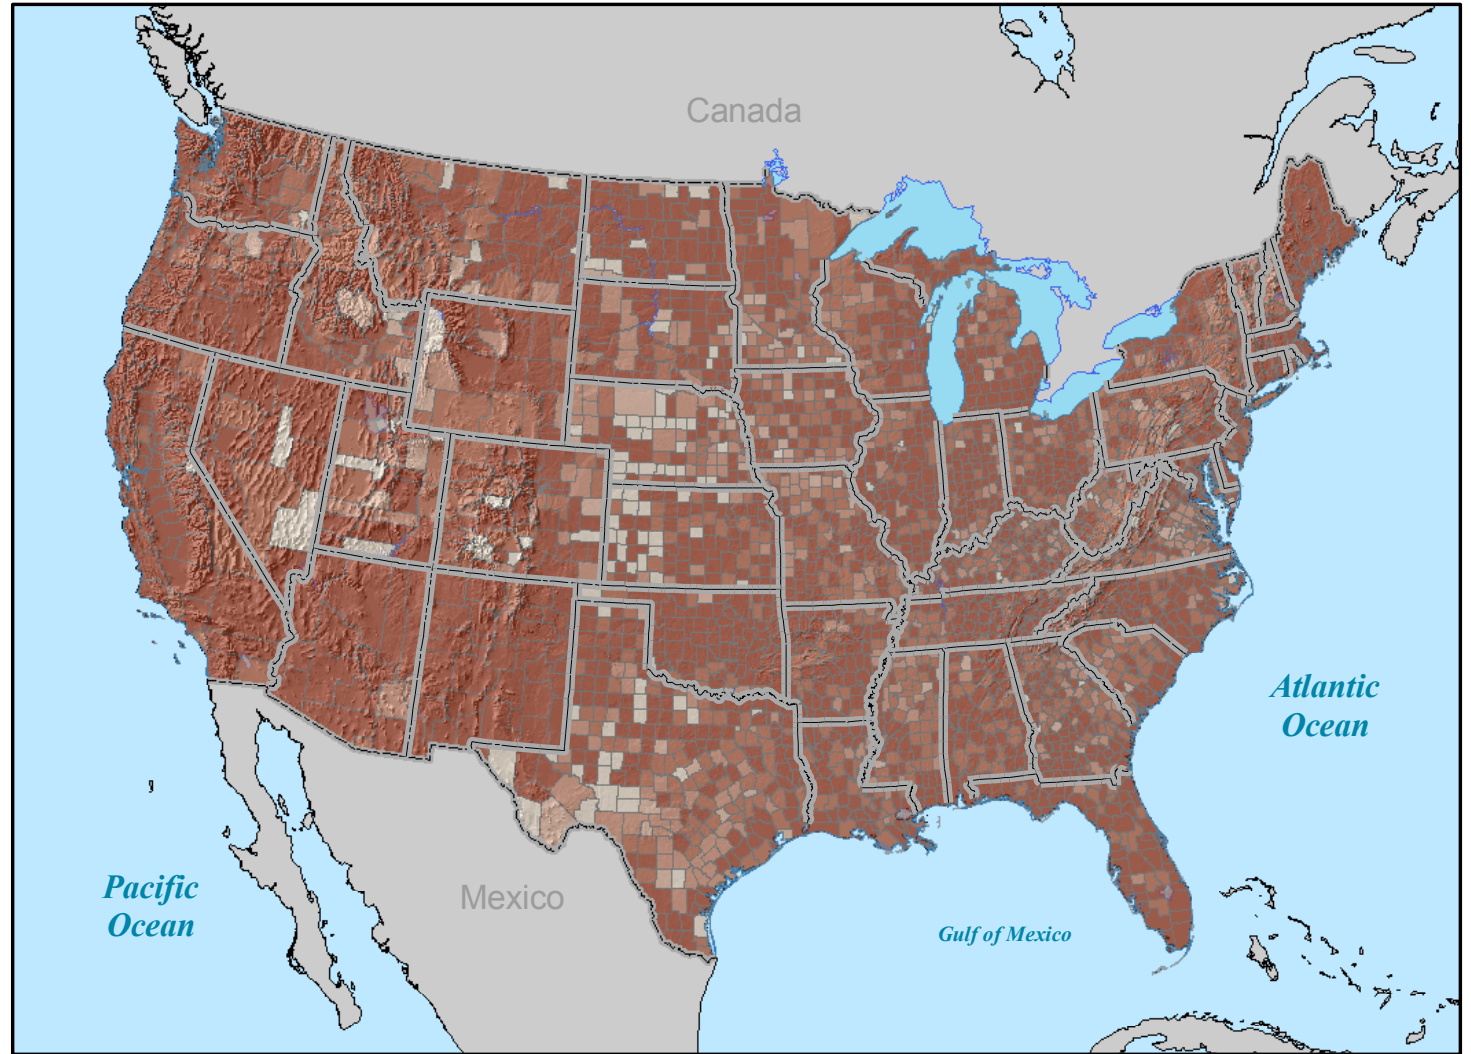 Canada
Atlantic
Ocean
Pacific
Ocean
Mexico
Gulf of Mexico